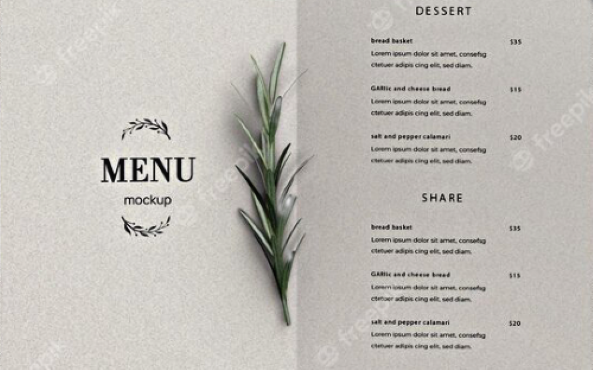 MENU
mockup
DESSERT
bread basket $35
Lorem ipsum dolor sit amet, consefig
ctetuer adipis cing elit, sed diam.
GARlic and cheese bread $15
Lorem ipsum dolor sit amet, consefig
ctetuer adipis cing elit, sed diam.
salt and pepper calamari $20
Lorem ipsum dolor sit amet, consefig
ctetuer adipis cing elit, sed diam.
SHARE
bread basket $35
Lorem ipsum dolor sit amet, consefig
ctetuer adipis cing elit, sed diam.
GARlic and cheese bread $15
Lorem ipsum dolor sit amet, consefig
ctetuer adipis cing elit, sed diam.
salt and pepper calamari $20
Lorem ipsum dolor sit amet, consefig
ctetuer adipis cing elit, sed diam.
freepik